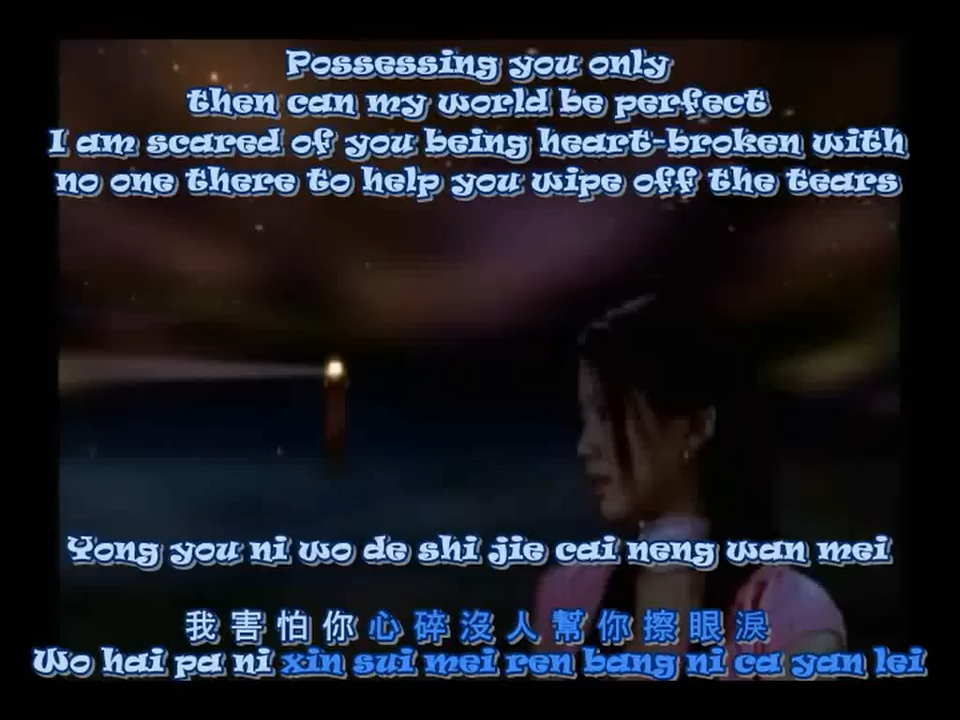 Possessing you only
then can my world be perfect
I am scared of you being heart-broken with
no one there to help you wipe off the tears
Yong you ni wo de shi jie cai neng wan mei
我害怕你心碎沒人幫你擦眼淚
Wo hai pa ni xin sui mei ren bang ni ca yan lei